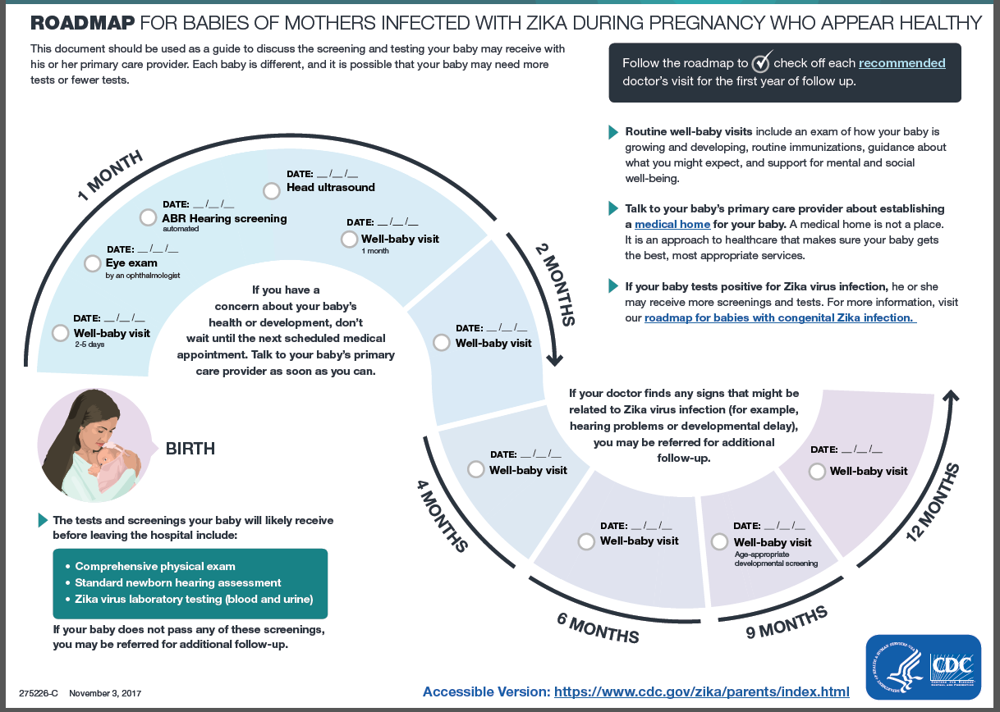 ROADMAP FOR BABIES OF MOTHERS INFECTED WITH ZIKA DURING PREGNANCY WHO APPEAR HEALTHY
This document should be used as a guide to discuss the screening and testing your baby may receive with
his or her primary care provider. Each baby is different, and it is possible that your baby may need more
tests or fewer tests.
Follow the roadmap to check off each recommended
doctor's visit for the first year of follow up.
Routine well-baby visits include an exam of how your baby is
growing and developing, routine immunizations, guidance about
what you might expect, and support for mental and social
well-being.
Talk to your baby's primary care provider about establishing
a medical home for your baby. A medical home is not a place.
It is an approach to healthcare that makes sure your baby gets
the best, most appropriate services.
If your baby tests positive for Zika virus infection, he or she
may receive more screenings and tests. For more information, visit
our roadmap for babies with congenital Zika infection.
BIRTH
The tests and screenings your baby will likely receive
before leaving the hospital include:
• Comprehensive physical exam
• Standard newborn hearing assessment
• Zika virus laboratory testing (blood and urine)
If your baby does not pass any of these screenings,
you may be referred for additional follow-up.
1 MONTH
DATE: __/__/__
Well-baby visit
2-5 days
DATE: __/__/__
Eye exam
by an ophthalmologist
DATE: __/__/__
ABR Hearing screening
automated
DATE: __/__/__
Head ultrasound
DATE: __/__/__
Well-baby visit
1 month
If you have a
concern about your baby's
health or development, don't
wait until the next scheduled medical
appointment. Talk to your baby's primary
care provider as soon as you can.
2 MONTHS
DATE: __/__/__
Well-baby visit
4 MONTHS
DATE: __/__/__
Well-baby visit
6 MONTHS
DATE: __/__/__
Well-baby visit
9 MONTHS
DATE: __/__/__
Well-baby visit
Age-appropriate
developmental screening
12 MONTHS
DATE: __/__/__
Well-baby visit
If your doctor finds any signs that might be
related to Zika virus infection (for example,
hearing problems or developmental delay),
you may be referred for additional
follow-up.
275226-C November 3, 2017
Accessible Version: https://www.cdc.gov/zika/parents/index.html
DEPARTMENT OF HEALTH & HUMAN SERVICES • USA
CDC
CENTERS FOR DISEASE
CONTROL AND PREVENTION